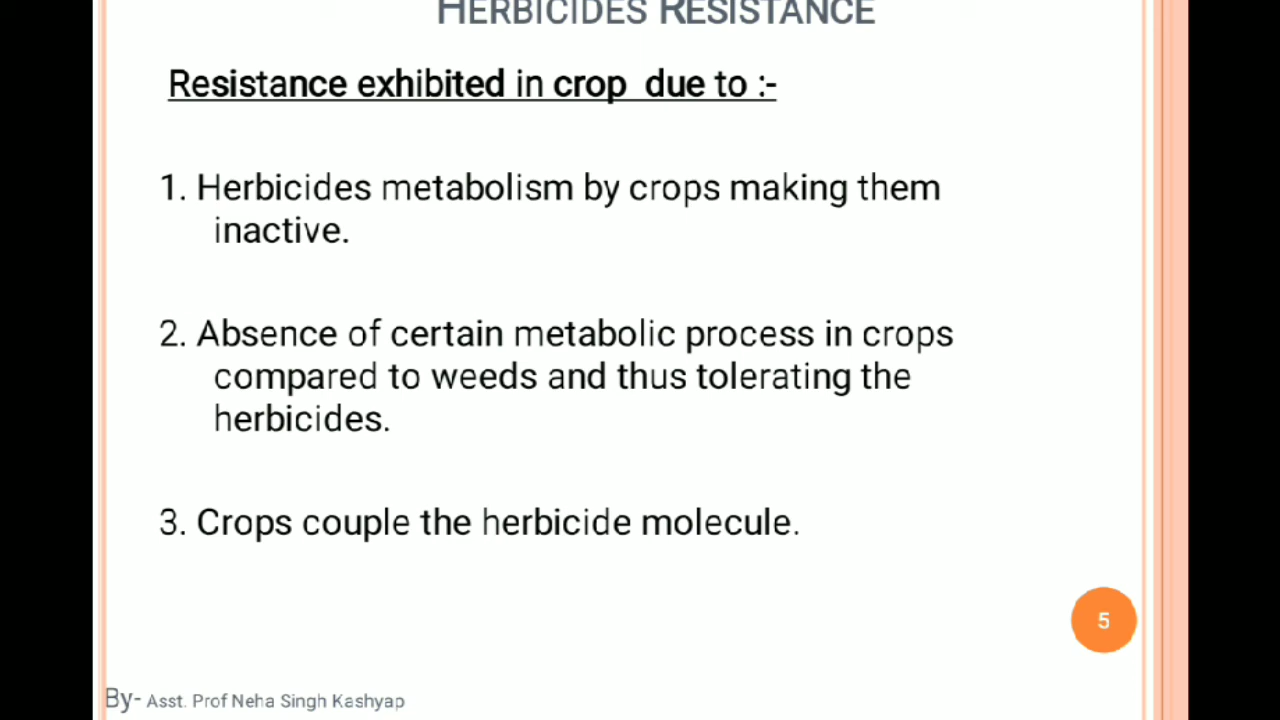 HERBICIDES RESISTANCE
Resistance exhibited in crop due to :-
1. Herbicides metabolism by crops making them
inactive.
2. Absence of certain metabolic process in crops
compared to weeds and thus tolerating the
herbicides.
3. Crops couple the herbicide molecule.
5
By- Asst. Prof Neha Singh Kashyap